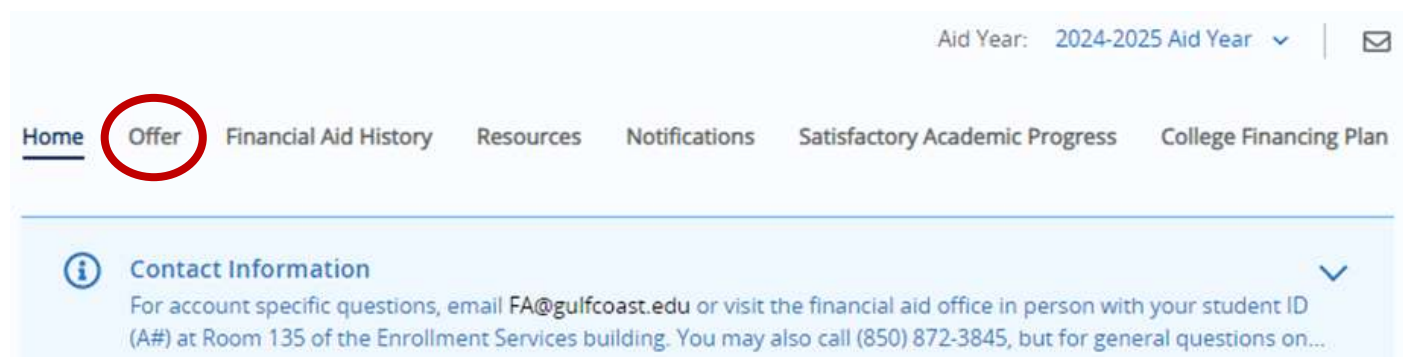 Aid Year: 2024-2025 Aid Year
Home Offer Financial Aid History Resources Notifications Satisfactory Academic Progress College Financing Plan
Contact Information
For account specific questions, email FA@gulfcoast.edu or visit the financial aid office in person with your student ID
(A#) at Room 135 of the Enrollment Services building. You may also call (850) 872-3845, but for general questions on...